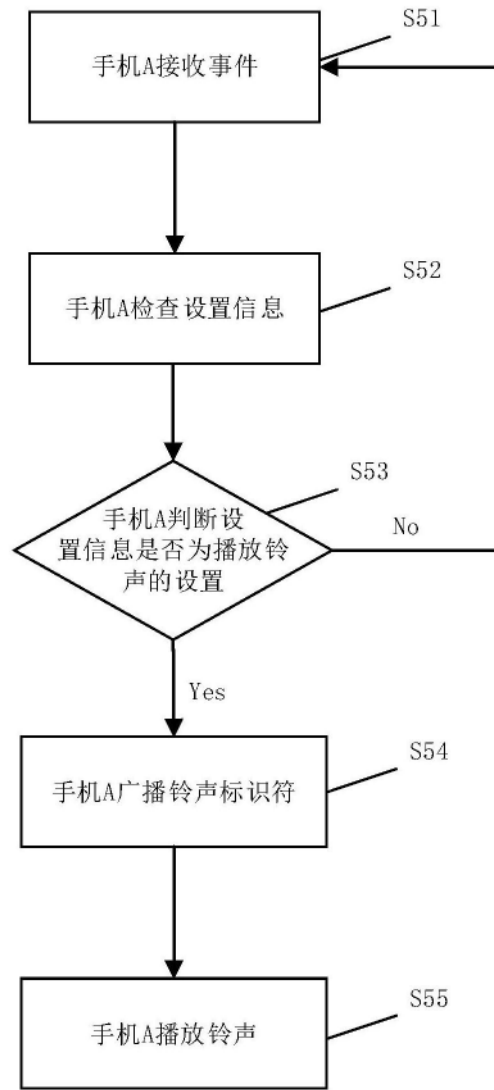 S51
手机A接收事件
S52
手机A检查设置信息
S53
手机A判断设
置信息是否为播放铃
声的设置
No
Yes
S54
手机A广播铃声标识符
S55
手机A播放铃声